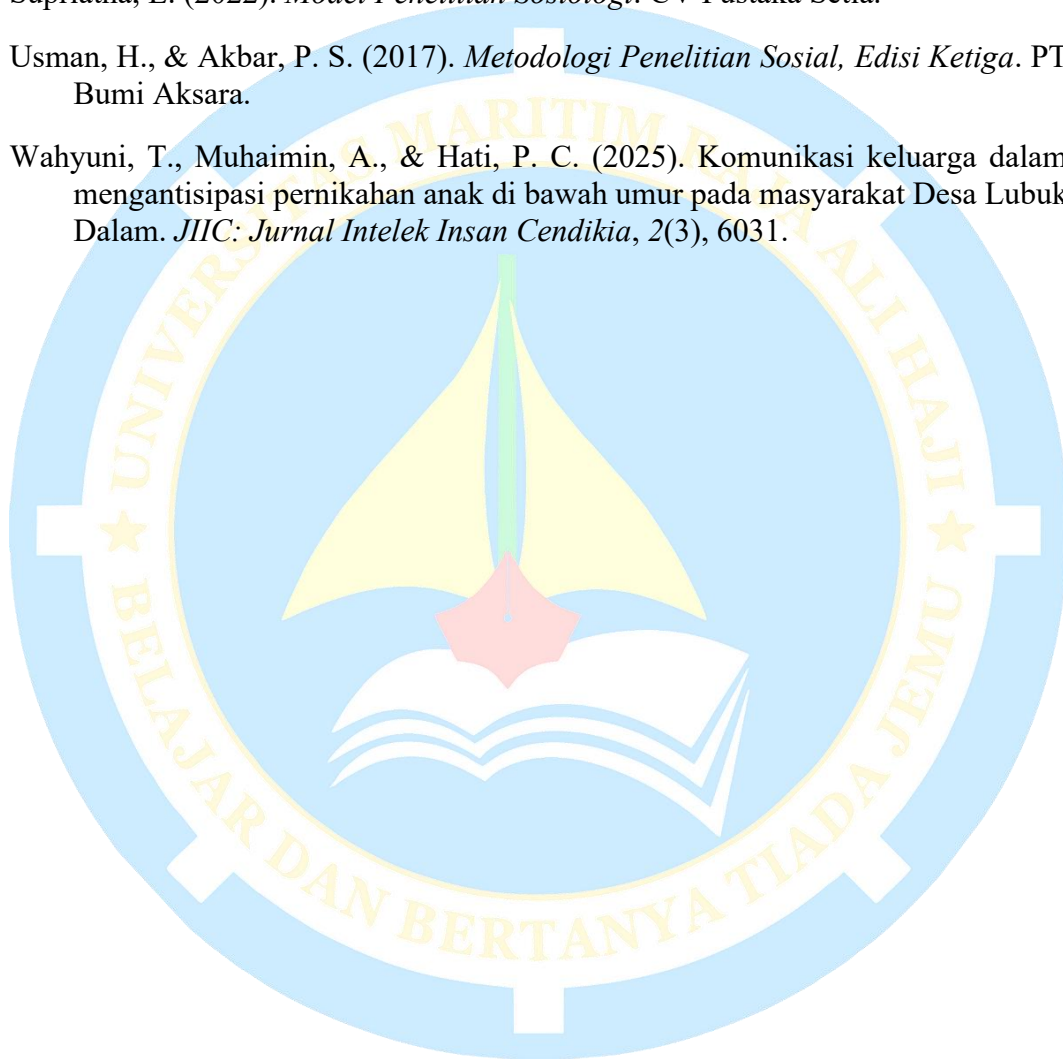 Supriatna, E. (2022). Model Penelitian Sosiologi. CV Pustaka Setia.
Usman, H., & Akbar, P. S. (2017). Metodologi Penelitian Sosial, Edisi Ketiga. PT
Bumi Aksara.
Wahyuni, T., Muhaimin, A., & Hati, P. C. (2025). Komunikasi keluarga dalam
mengantisipasi pernikahan anak di bawah umur pada masyarakat Desa Lubuk
Dalam. JIIC: Jurnal Intelek Insan Cendikia, 2(3), 6031.
UNIVERSITAS MARITIM RAJA ALI HAJI
BELAJAR DAN BERTANYA TIADA JEMU